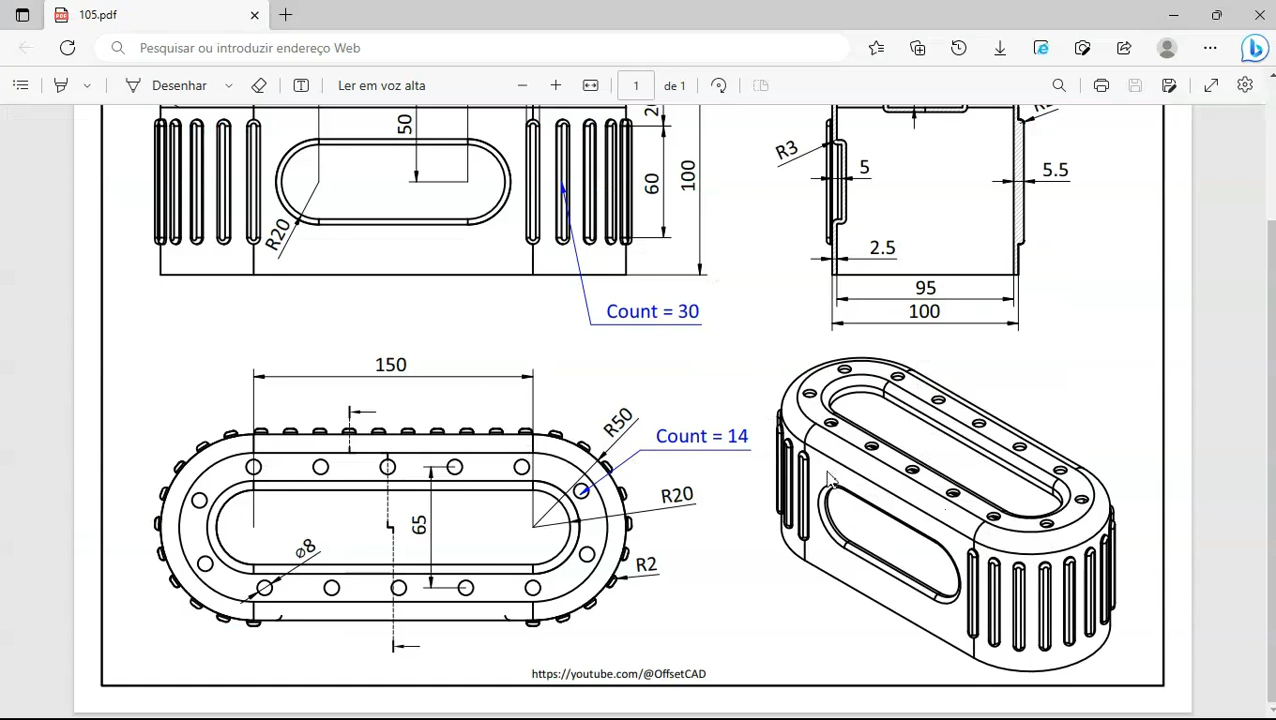 105.pdf
Pesquisar ou introduzir endereço Web
Desenhar
Ler em voz alta
1
de 1
50
R20
60
100
Count = 30
R3
5
5.5
2.5
95
100
150
R50
Count = 14
R20
65
⌀8
R2
https://youtube.com/@OffsetCAD